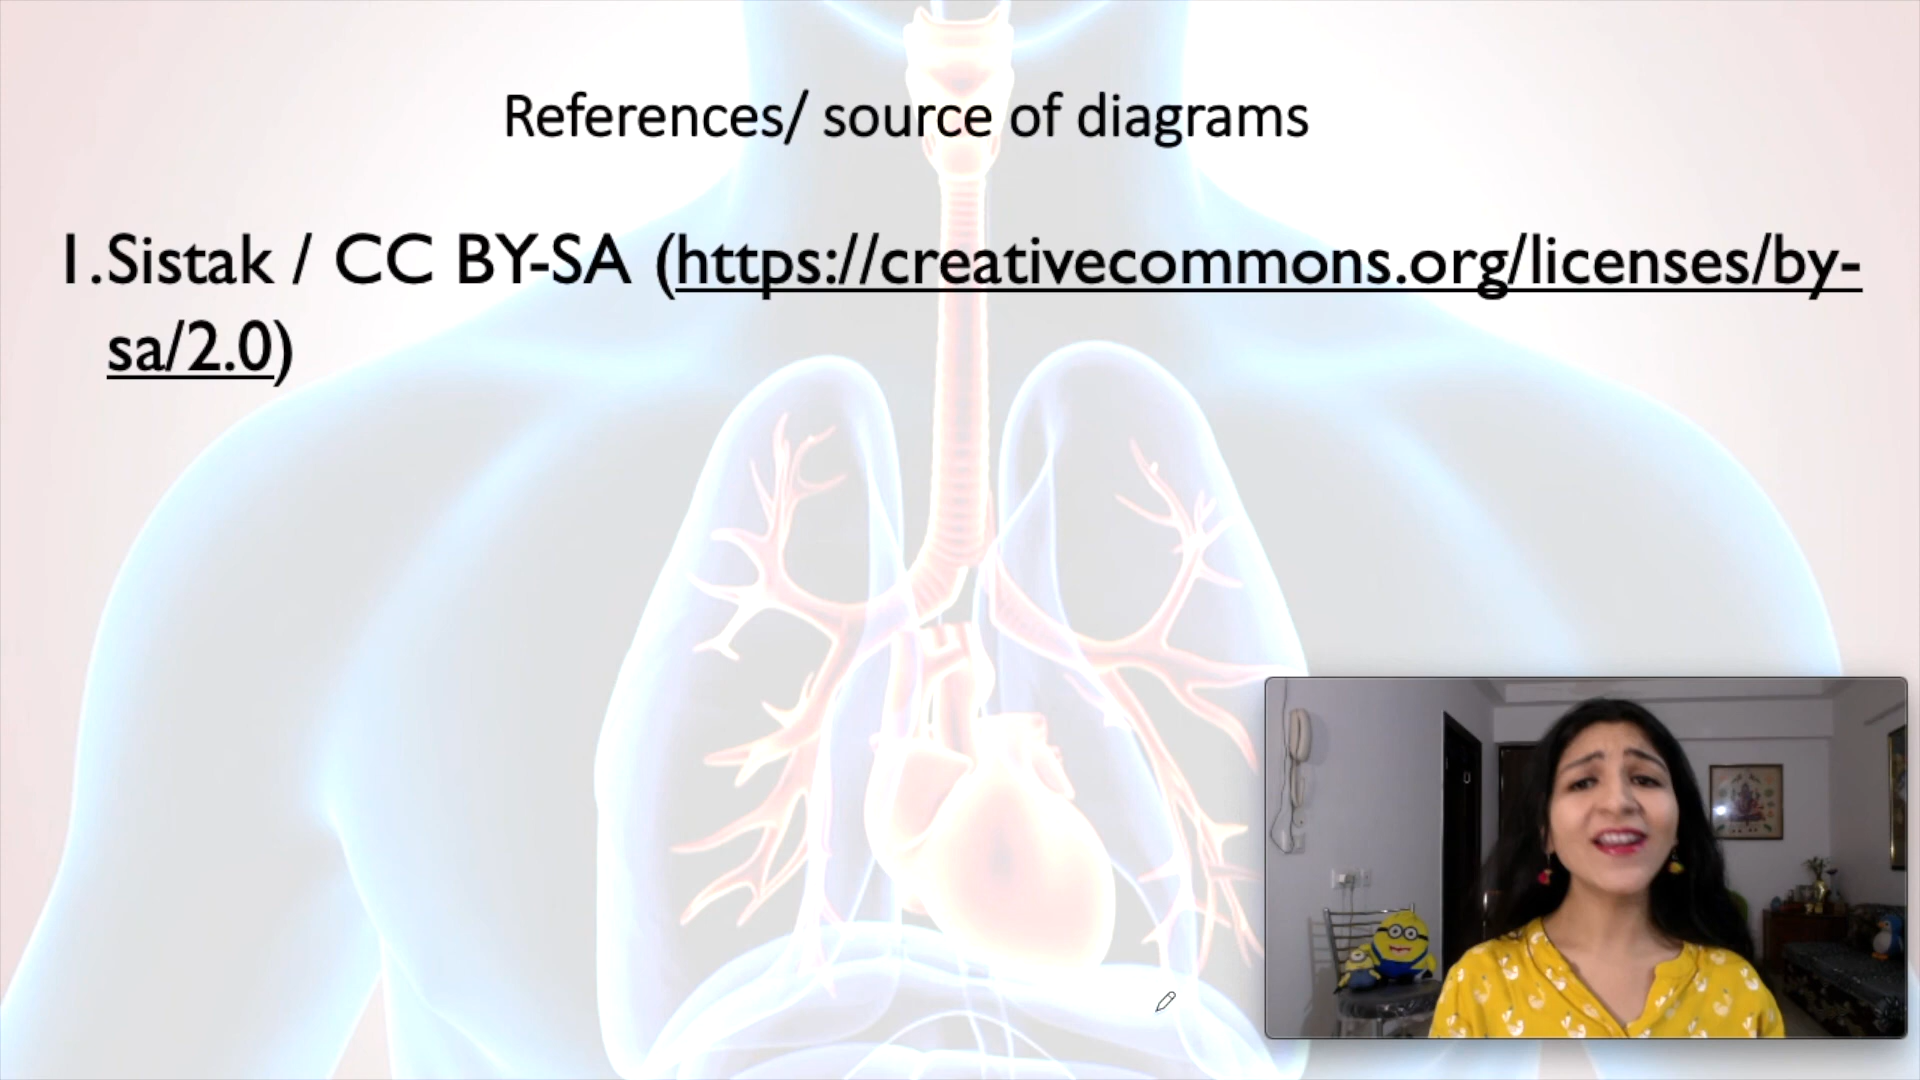 References/ source of diagrams
1. Sistak / CC BY-SA (https://creativecommons.org/licenses/by-
sa/2.0)